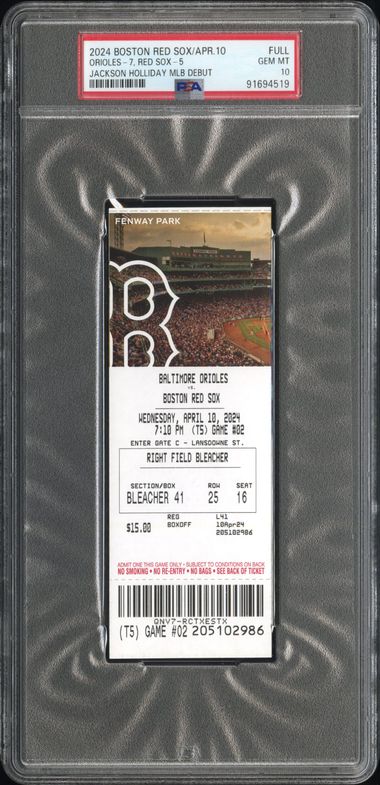 2024 BOSTON RED SOX/APR.10 FULL
ORIOLES-7, RED SOX-5 GEM MT
JACKSON HOLLIDAY MLB DEBUT 10
PSA 91694519
FENWAY PARK
B
BALTIMORE ORIOLES
vs.
BOSTON RED SOX
WEDNESDAY, APRIL 10, 2024
7:10 PM (T5) GAME #02
ENTER GATE C - LANSDOWNE ST.
RIGHT FIELD BLEACHER
SECTION/BOX ROW SEAT
BLEACHER 41 25 16
REG L41
$15.00 BOXOFF 10Apr24
205102986
ADMIT ONE THIS GAME ONLY • SUBJECT TO CONDITIONS ON BACK
NO SMOKING • NO RE-ENTRY • NO BAGS • SEE BACK OF TICKET
QNV7-RCTXESTX
(T5) GAME #02 205102986